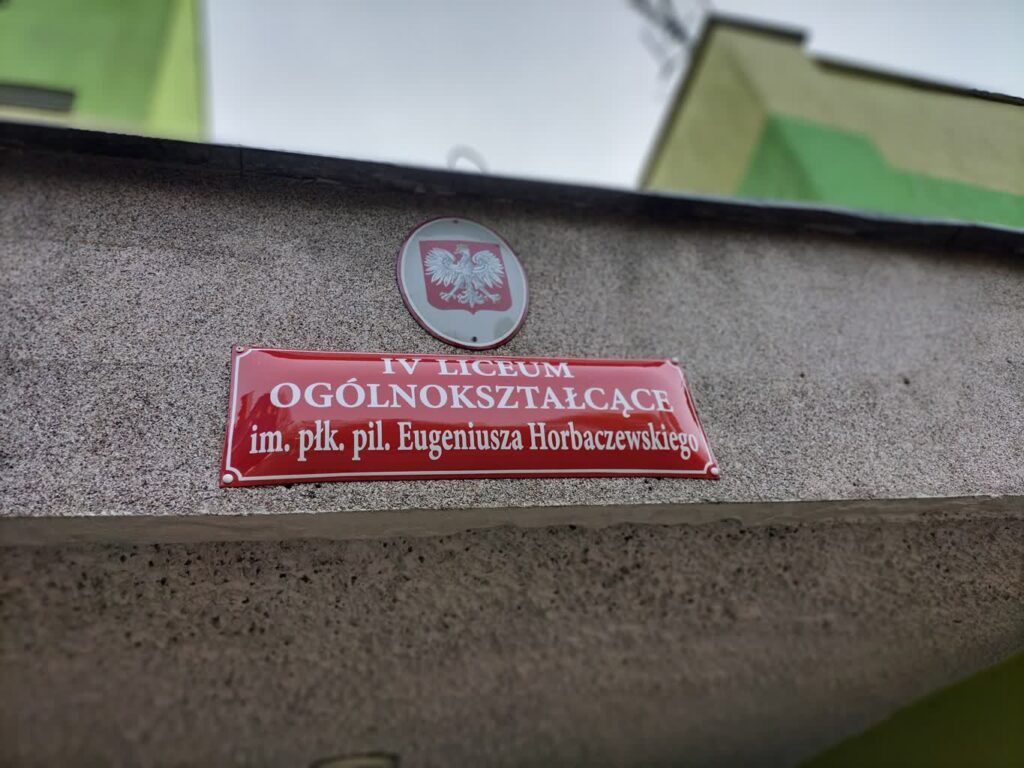 IV LICEUM
OGÓLNOKSZTAŁCĄCE
im. płk. pil. Eugeniusza Horbaczewskiego